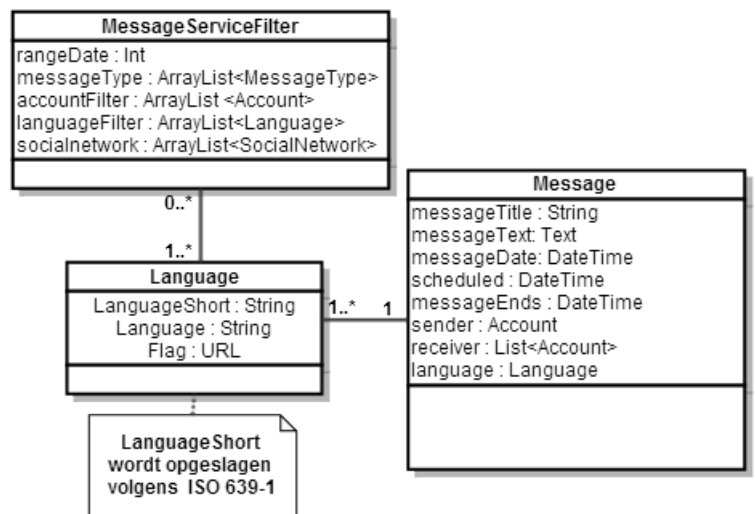 MessageServiceFilter
rangeDate : Int
messageType : ArrayList<MessageType>
accountFilter : ArrayList <Account>
languageFilter : ArrayList<Language>
socialnetwork : ArrayList<SocialNetwork>
0..*
1..*
Language
LanguageShort : String
Language : String
Flag : URL
1..*
1
Message
messageTitle : String
messageText: Text
messageDate: DateTime
scheduled : DateTime
messageEnds : DateTime
sender : Account
receiver : List<Account>
language : Language
LanguageShort
wordt opgeslagen
volgens ISO 639-1